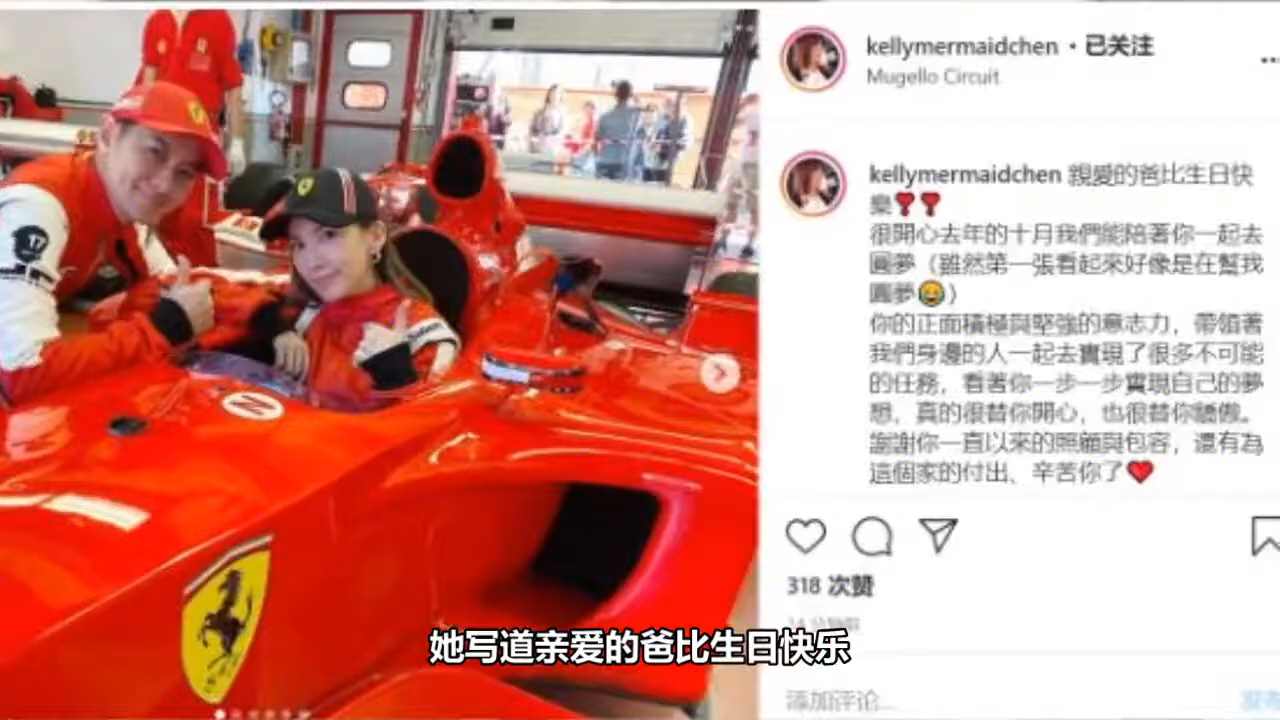 kellymermaidchen • 已关注
Mugello Circuit
kellymermaidchen 親愛的爸比生日快
樂❣❣
很開心去年的十月我們能陪著你一起去
圓夢（雖然第一張看起來好像是在幫我
圓夢😂）
你的正面積極與堅強的意志力，帶領著
我們身邊的人一起去實現了很多不可能
的任務，看著你一步一步實現自己的夢
想，真的很替你開心，也很替你驕傲。
謝謝你一直以來的照顧與包容，還有為
這個家的付出、辛苦你了❤
318 次赞
添加评论...
17
她写道亲爱的爸比生日快乐